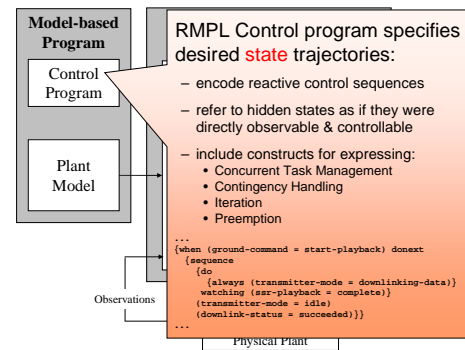 Model-based
Program
Control
Program
Plant
Model
Observations
Physical Plant
RMPL Control program specifies
desired state trajectories:
– encode reactive control sequences
– refer to hidden states as if they were
directly observable & controllable
– include constructs for expressing:
• Concurrent Task Management
• Contingency Handling
• Iteration
• Preemption
...
{when (ground-command = start-playback) donext
{sequence
{do
{always (transmitter-mode = downlinking-data)}
watching (ssr-playback = complete)}
(transmitter-mode = idle)
(downlink-status = succeeded)}}
...